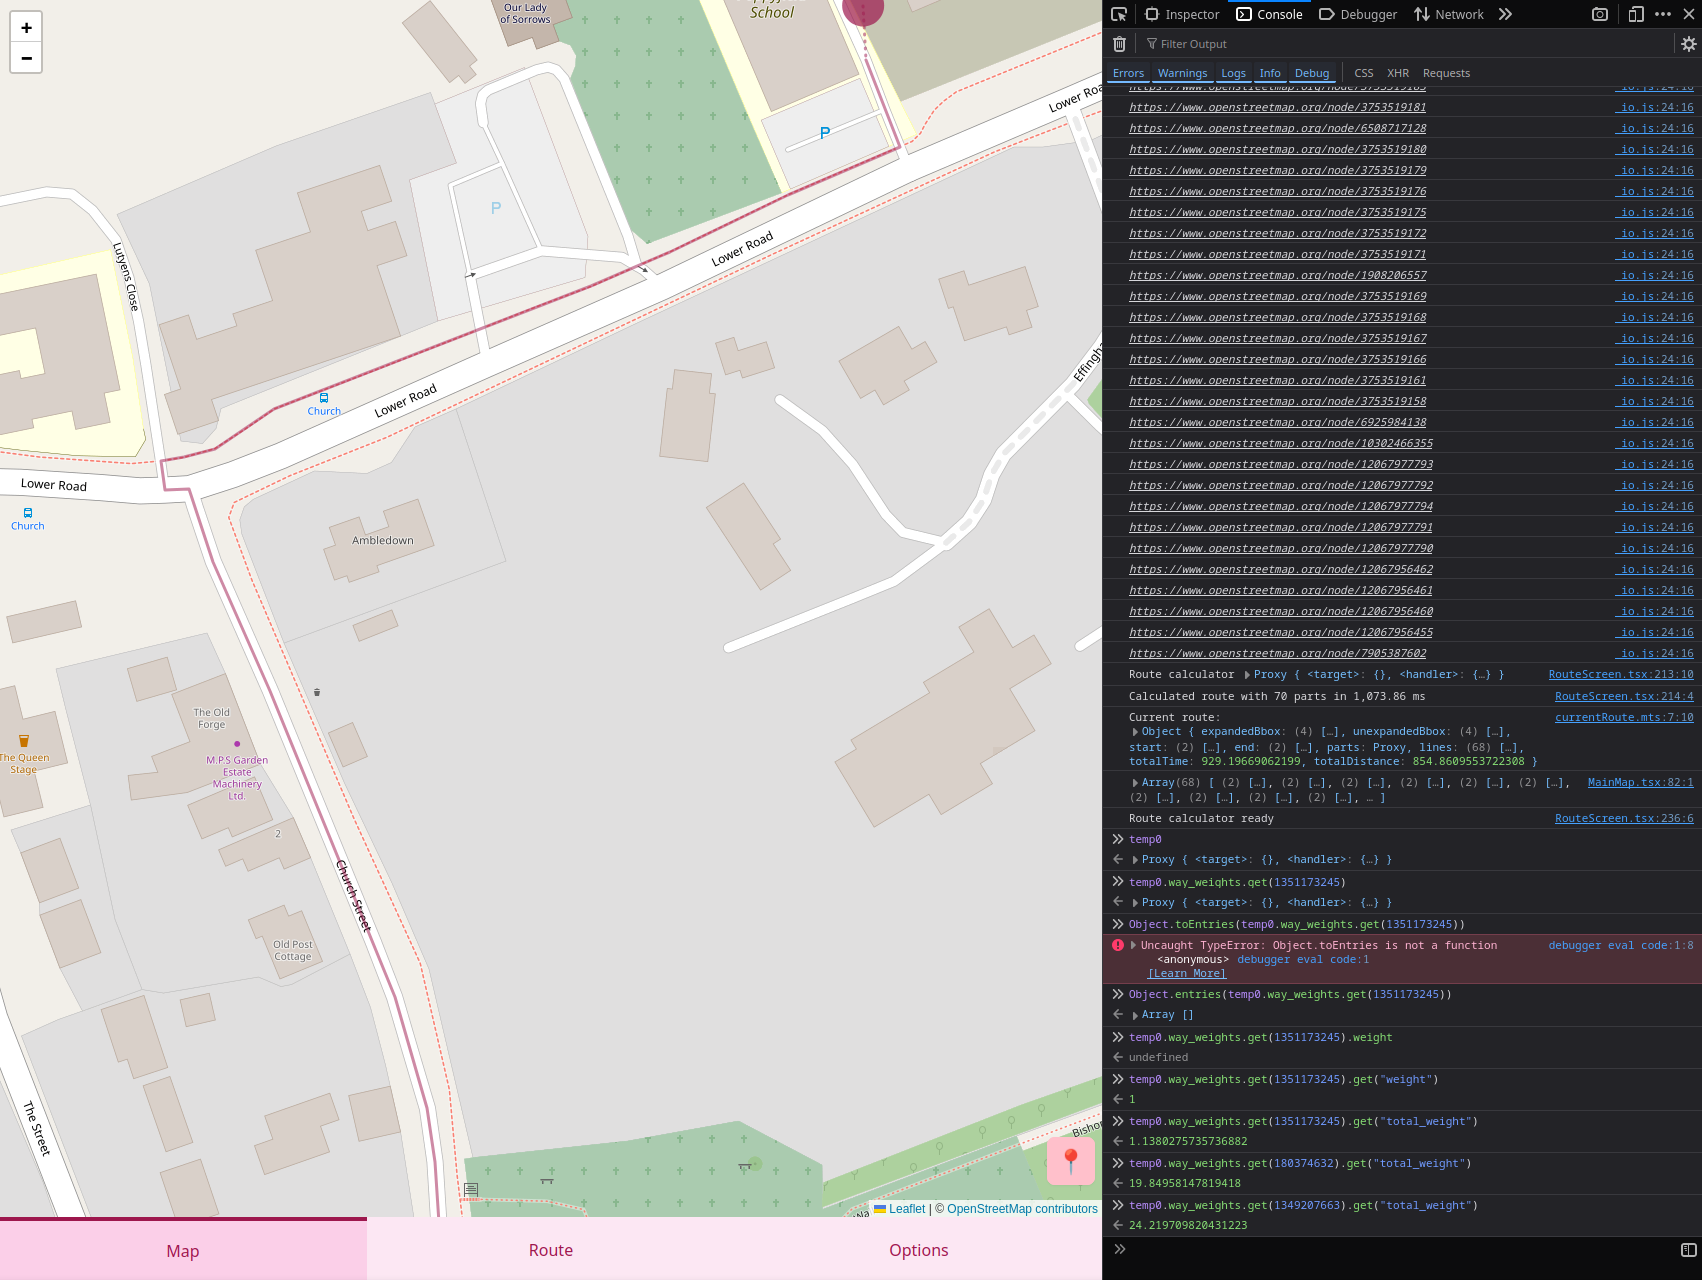 +
−
Our Lady
of Sorrows
School
P
Lower Road
P
Lutyens Close
Lower Road
Church
Lower Road
Lower Road
Church
Ambledown
The Old
Forge
The Queen
Stage
M.P.S Garden
Estate
Machinery
Ltd.
2
Church Street
Old Post
Cottage
The Street
Leaflet | © OpenStreetMap contributors
Map
Route
Options
Inspector
Console
Debugger
Network
Filter Output
Errors
Warnings
Logs
Info
Debug
CSS
XHR
Requests
https://www.openstreetmap.org/node/3753519183 io.js:24:16
https://www.openstreetmap.org/node/3753519181 io.js:24:16
https://www.openstreetmap.org/node/6508717128 io.js:24:16
https://www.openstreetmap.org/node/3753519180 io.js:24:16
https://www.openstreetmap.org/node/3753519179 io.js:24:16
https://www.openstreetmap.org/node/3753519176 io.js:24:16
https://www.openstreetmap.org/node/3753519175 io.js:24:16
https://www.openstreetmap.org/node/3753519172 io.js:24:16
https://www.openstreetmap.org/node/3753519171 io.js:24:16
https://www.openstreetmap.org/node/1908206557 io.js:24:16
https://www.openstreetmap.org/node/3753519169 io.js:24:16
https://www.openstreetmap.org/node/3753519168 io.js:24:16
https://www.openstreetmap.org/node/3753519167 io.js:24:16
https://www.openstreetmap.org/node/3753519166 io.js:24:16
https://www.openstreetmap.org/node/3753519161 io.js:24:16
https://www.openstreetmap.org/node/3753519158 io.js:24:16
https://www.openstreetmap.org/node/6925984138 io.js:24:16
https://www.openstreetmap.org/node/10302466355 io.js:24:16
https://www.openstreetmap.org/node/12067977793 io.js:24:16
https://www.openstreetmap.org/node/12067977792 io.js:24:16
https://www.openstreetmap.org/node/12067977794 io.js:24:16
https://www.openstreetmap.org/node/12067977791 io.js:24:16
https://www.openstreetmap.org/node/12067977790 io.js:24:16
https://www.openstreetmap.org/node/12067956462 io.js:24:16
https://www.openstreetmap.org/node/12067956461 io.js:24:16
https://www.openstreetmap.org/node/12067956460 io.js:24:16
https://www.openstreetmap.org/node/12067956455 io.js:24:16
https://www.openstreetmap.org/node/7905387602 io.js:24:16
Route calculator Proxy { <target>: {}, <handler>: {…} } RouteScreen.tsx:213:10
Calculated route with 70 parts in 1,073.86 ms RouteScreen.tsx:214:4
Current route: currentRoute.mts:7:10
Object { expandedBbox: (4) […], unexpandedBbox: (4) […],
start: (2) […], end: (2) […], parts: Proxy, lines: (68) […],
totalTime: 929.19669062199, totalDistance: 854.8609553722308 }
Array(68) [ (2) […], (2) […], (2) […], (2) […], (2) […], (2) […], MainMap.tsx:82:1
(2) […], (2) […], (2) […], (2) […], … ]
Route calculator ready RouteScreen.tsx:236:6
temp0
Proxy { <target>: {}, <handler>: {…} }
temp0.way_weights.get(1351173245)
Proxy { <target>: {}, <handler>: {…} }
Object.toEntries(temp0.way_weights.get(1351173245))
Uncaught TypeError: Object.toEntries is not a function debugger eval code:1:8
<anonymous> debugger eval code:1
[Learn More]
Object.entries(temp0.way_weights.get(1351173245))
Array []
temp0.way_weights.get(1351173245).weight
undefined
temp0.way_weights.get(1351173245).get("weight")
1
temp0.way_weights.get(1351173245).get("total_weight")
1.1380275735736882
temp0.way_weights.get(180374632).get("total_weight")
19.84958147819418
temp0.way_weights.get(1349207663).get("total_weight")
24.219709820431223